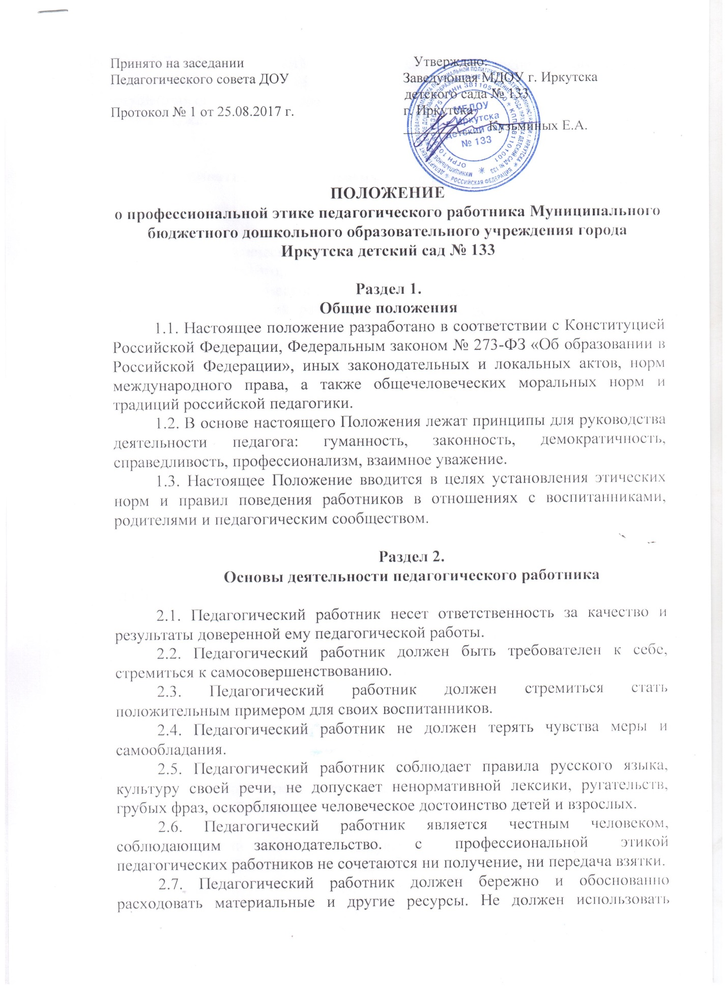 Принято на заседании
Педагогического совета ДОУ
Протокол № 1 от 25.08.2017 г.
Утверждаю:
Заведующая МДОУ г. Иркутска
детского сада № 133
г. Иркутска
Кузьминых Е.А.
МБДОУ
г. Иркутска
детский сад
№ 133
РОССИЙСКАЯ ФЕДЕРАЦИЯ
ПОЛОЖЕНИЕ
о профессиональной этике педагогического работника Муниципального
бюджетного дошкольного образовательного учреждения города
Иркутска детский сад № 133
Раздел 1.
Общие положения
1.1. Настоящее положение разработано в соответствии с Конституцией
Российской Федерации, Федеральным законом № 273-ФЗ «Об образовании в
Российской Федерации», иных законодательных и локальных актов, норм
международного права, а также общечеловеческих моральных норм и
традиций российской педагогики.
1.2. В основе настоящего Положения лежат принципы для руководства
деятельности педагога: гуманность, законность, демократичность,
справедливость, профессионализм, взаимное уважение.
1.3. Настоящее Положение вводится в целях установления этических
норм и правил поведения работников в отношениях с воспитанниками,
родителями и педагогическим сообществом.
Раздел 2.
Основы деятельности педагогического работника
2.1. Педагогический работник несет ответственность за качество и
результаты доверенной ему педагогической работы.
2.2. Педагогический работник должен быть требователен к себе,
стремиться к самосовершенствованию.
2.3. Педагогический работник должен стремиться стать
положительным примером для своих воспитанников.
2.4. Педагогический работник не должен терять чувства меры и
самообладания.
2.5. Педагогический работник соблюдает правила русского языка,
культуру своей речи, не допускает ненормативной лексики, ругательств,
грубых фраз, оскорбляющее человеческое достоинство детей и взрослых.
2.6. Педагогический работник является честным человеком,
соблюдающим законодательство. с профессиональной этикой
педагогических работников не сочетаются ни получение, ни передача взятки.
2.7. Педагогический работник должен бережно и обоснованно
расходовать материальные и другие ресурсы. Не должен использовать